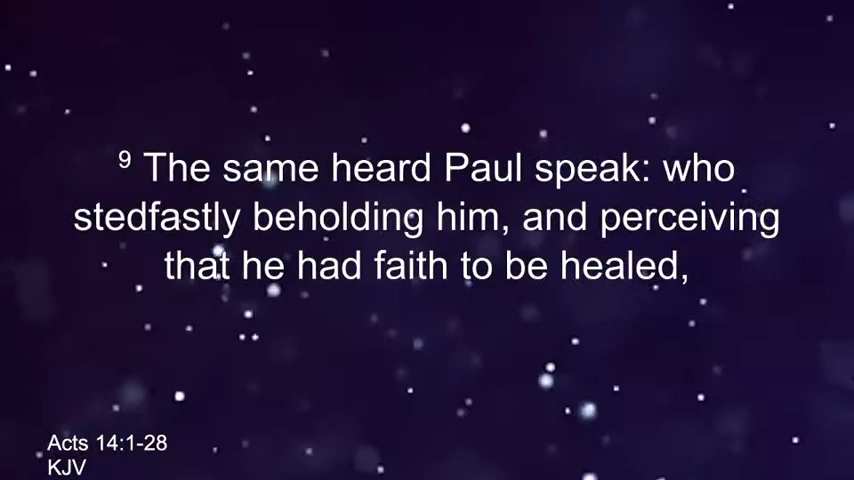 ⁹ The same heard Paul speak: who
stedfastly beholding him, and perceiving
that he had faith to be healed,
Acts 14:1-28
KJV